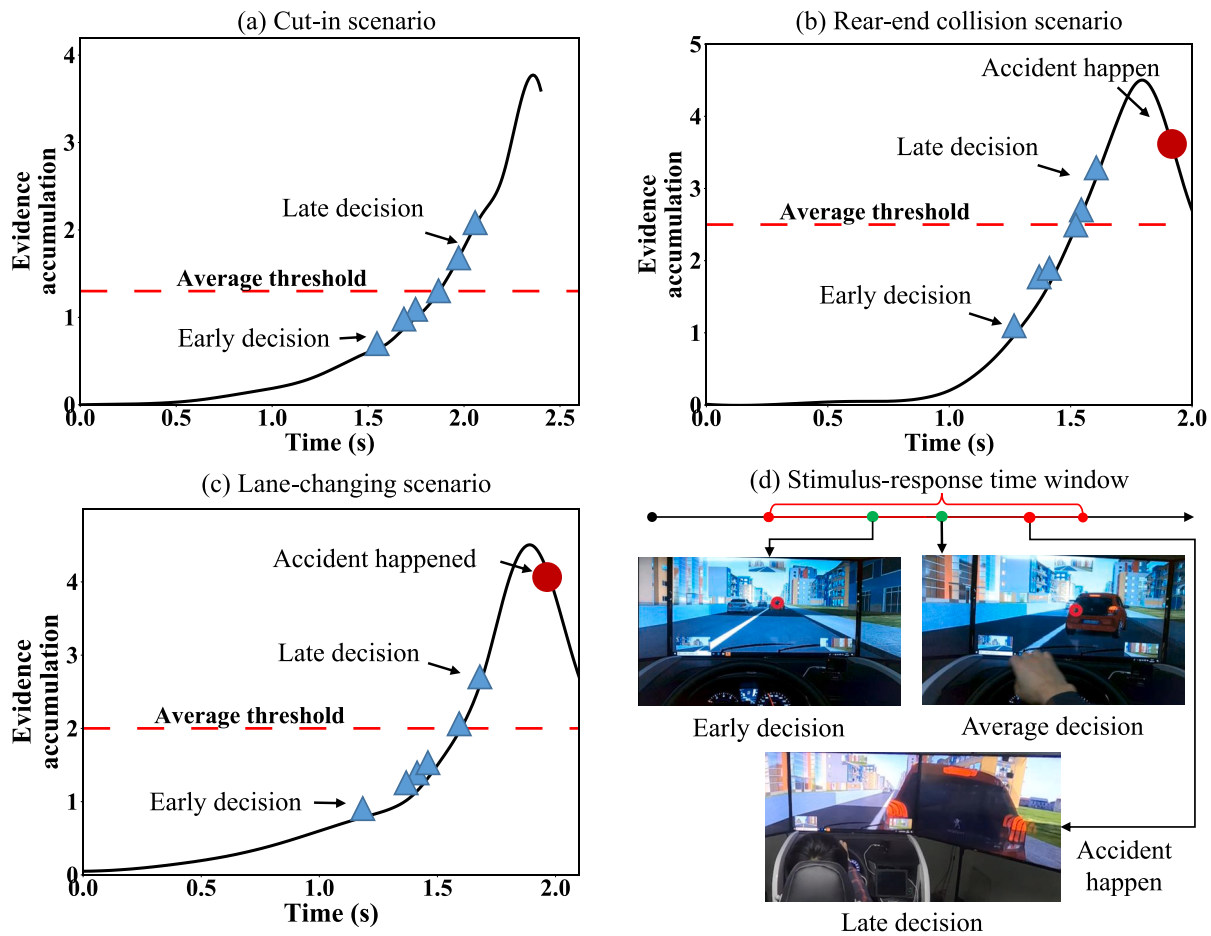 (a) Cut-in scenario
4
3
2
1
0
Evidence
accumulation
Late decision
Average threshold
Early decision
0.0 0.5 1.0 1.5 2.0 2.5
Time (s)
(b) Rear-end collision scenario
5
4
3
2
1
0
Evidence
accumulation
Accident happen
Late decision
Average threshold
Early decision
0.0 0.5 1.0 1.5 2.0
Time (s)
(c) Lane-changing scenario
4
3
2
1
0
Evidence
accumulation
Accident happened
Late decision
Average threshold
Early decision
0.0 0.5 1.0 1.5 2.0
Time (s)
(d) Stimulus-response time window
Early decision
Average decision
Accident
happen
Late decision